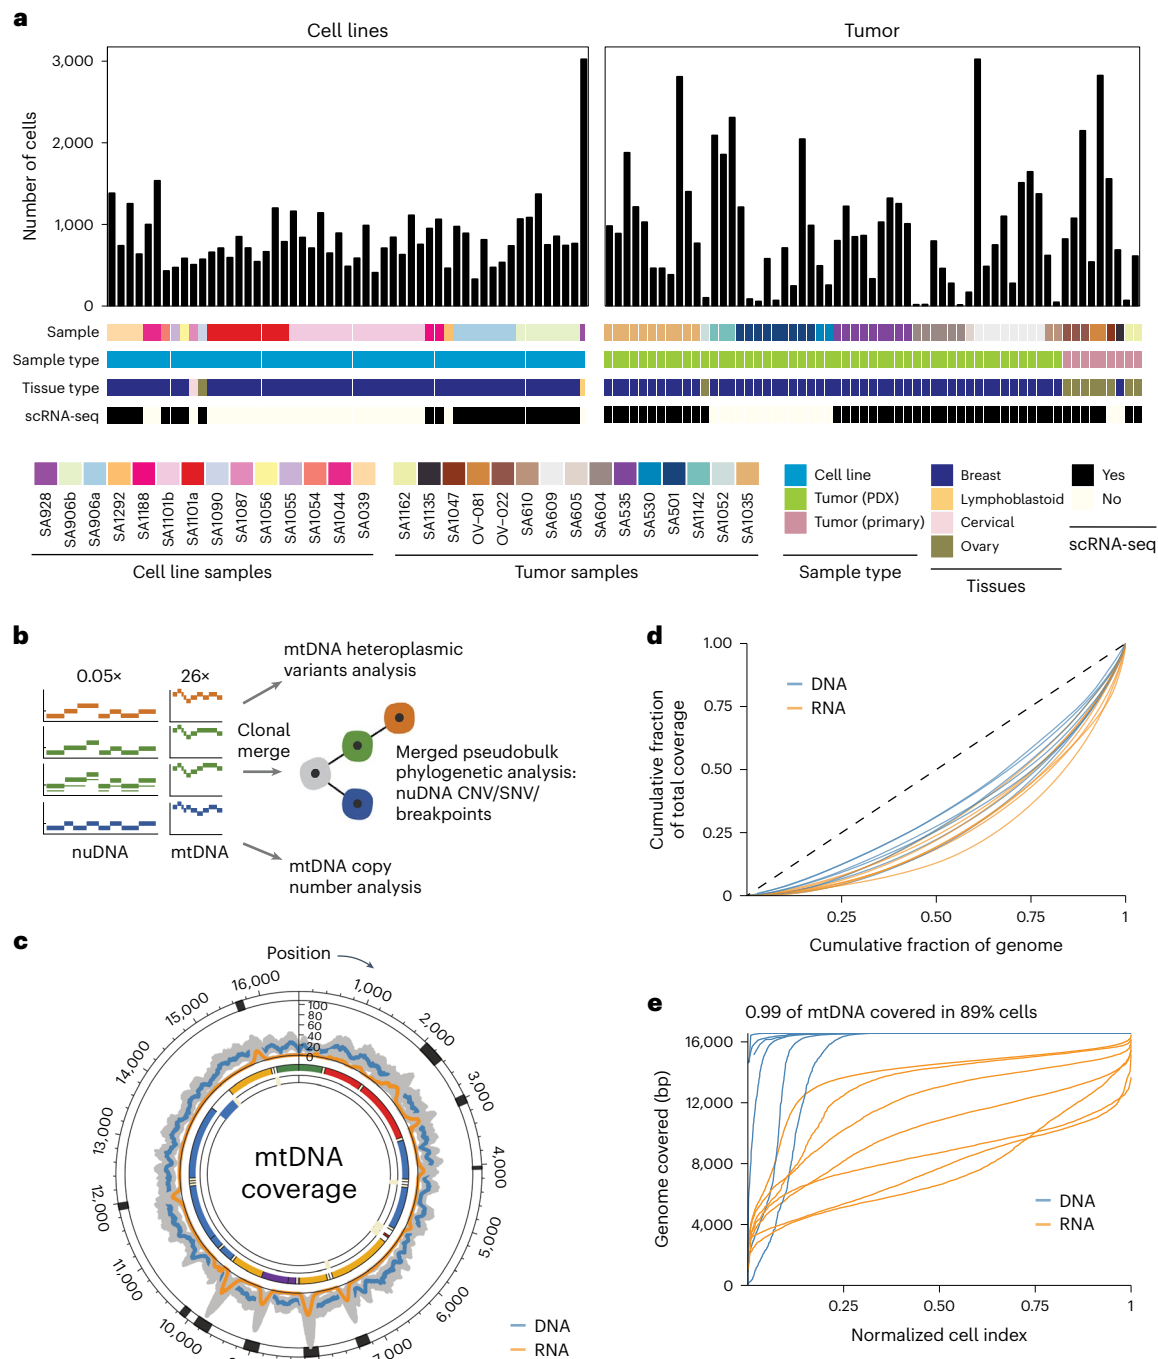 a
Cell lines
Tumor
Number of cells
3,000
2,000
1,000
0
Sample
Sample type
Tissue type
scRNA-seq
SA928
SA906b
SA906a
SA1292
SA1188
SA1101b
SA1101a
SA1090
SA1087
SA1056
SA1055
SA1054
SA1044
SA039
Cell line samples
SA1162
SA1135
SA1047
OV-081
OV-022
SA610
SA609
SA605
SA604
SA535
SA530
SA501
SA1142
SA1052
SA1035
Tumor samples
Cell line
Tumor (PDX)
Tumor (primary)
Sample type
Breast
Lymphoblastoid
Cervical
Ovary
Tissues
Yes
No
scRNA-seq
b
0.05×
26×
mtDNA heteroplasmic
variants analysis
Clonal
merge
Merged pseudobulk
phylogenetic analysis:
nuDNA CNV/SNV/
breakpoints
nuDNA
mtDNA
mtDNA copy
number analysis
c
Position
1,000
2,000
3,000
4,000
5,000
6,000
7,000
10,000
11,000
12,000
13,000
14,000
15,000
16,000
100
80
60
40
20
0
mtDNA
coverage
DNA
RNA
d
Cumulative fraction
of total coverage
1.00
0.75
0.50
0.25
0
DNA
RNA
0.25
0.50
0.75
1
Cumulative fraction of genome
e
0.99 of mtDNA covered in 89% cells
Genome covered (bp)
16,000
12,000
8,000
4,000
0
DNA
RNA
0.25
0.50
0.75
1
Normalized cell index